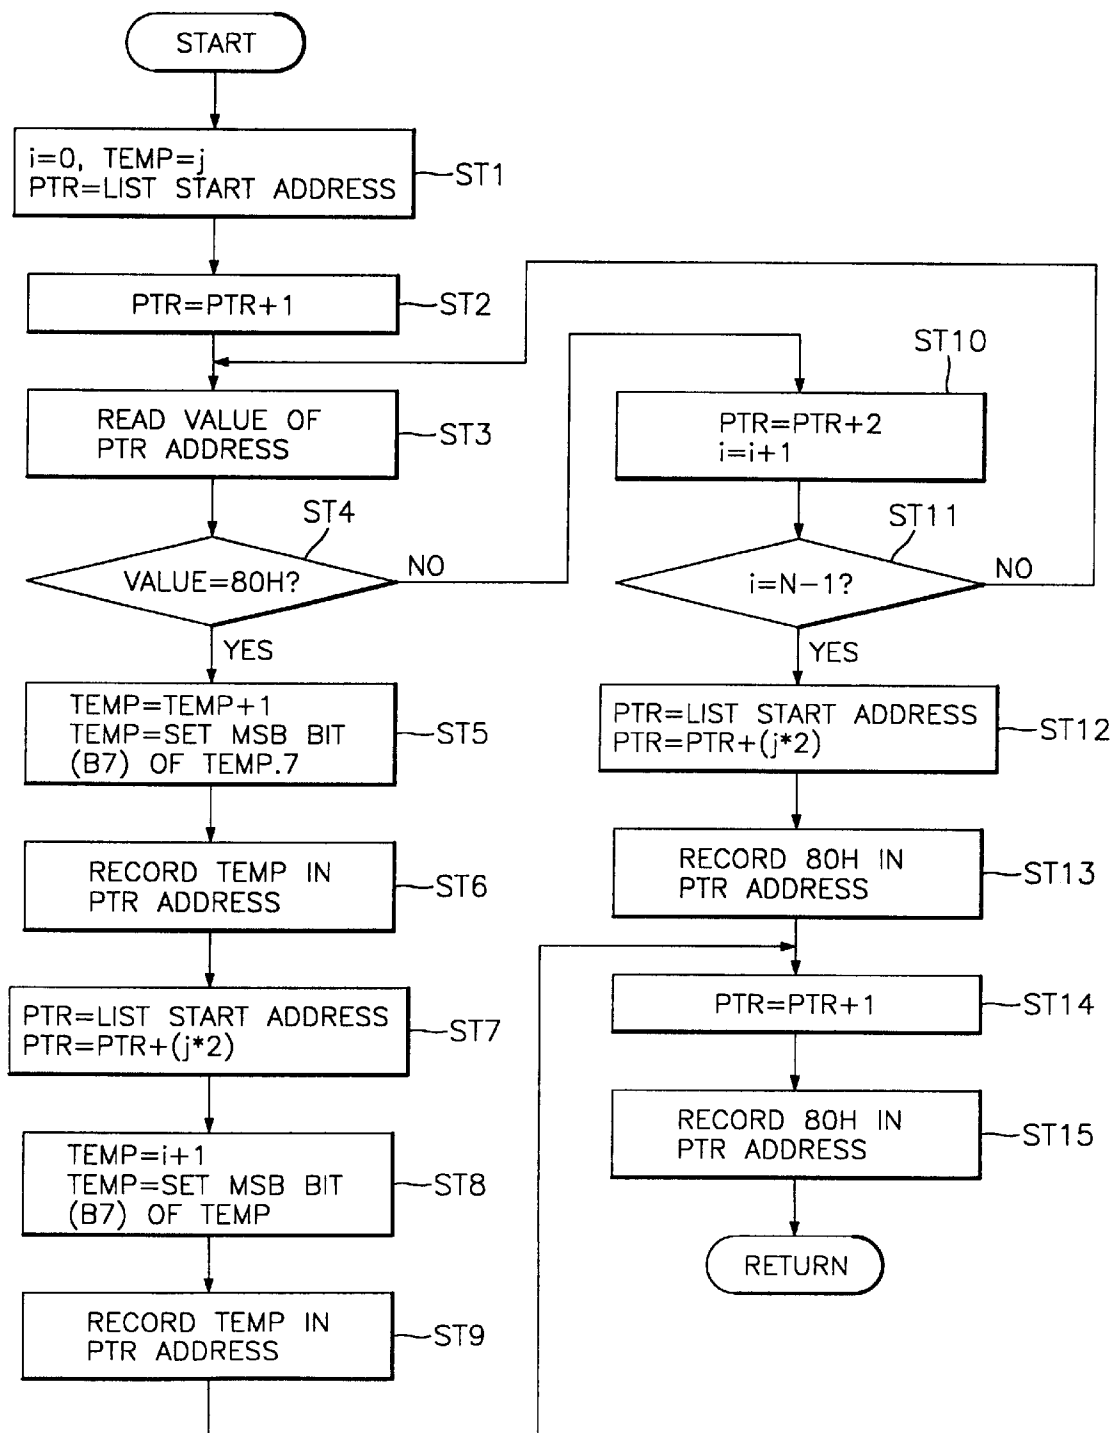 START
i=0, TEMP=j
PTR=LIST START ADDRESS
ST1
PTR=PTR+1
ST2
READ VALUE OF
PTR ADDRESS
ST3
ST4
VALUE=80H?
NO
YES
TEMP=TEMP+1
TEMP=SET MSB BIT
(B7) OF TEMP.7
ST5
RECORD TEMP IN
PTR ADDRESS
ST6
PTR=LIST START ADDRESS
PTR=PTR+(j*2)
ST7
TEMP=i+1
TEMP=SET MSB BIT
(B7) OF TEMP
ST8
RECORD TEMP IN
PTR ADDRESS
ST9
ST10
PTR=PTR+2
i=i+1
ST11
i=N-1?
NO
YES
PTR=LIST START ADDRESS
PTR=PTR+(j*2)
ST12
RECORD 80H IN
PTR ADDRESS
ST13
PTR=PTR+1
ST14
RECORD 80H IN
PTR ADDRESS
ST15
RETURN